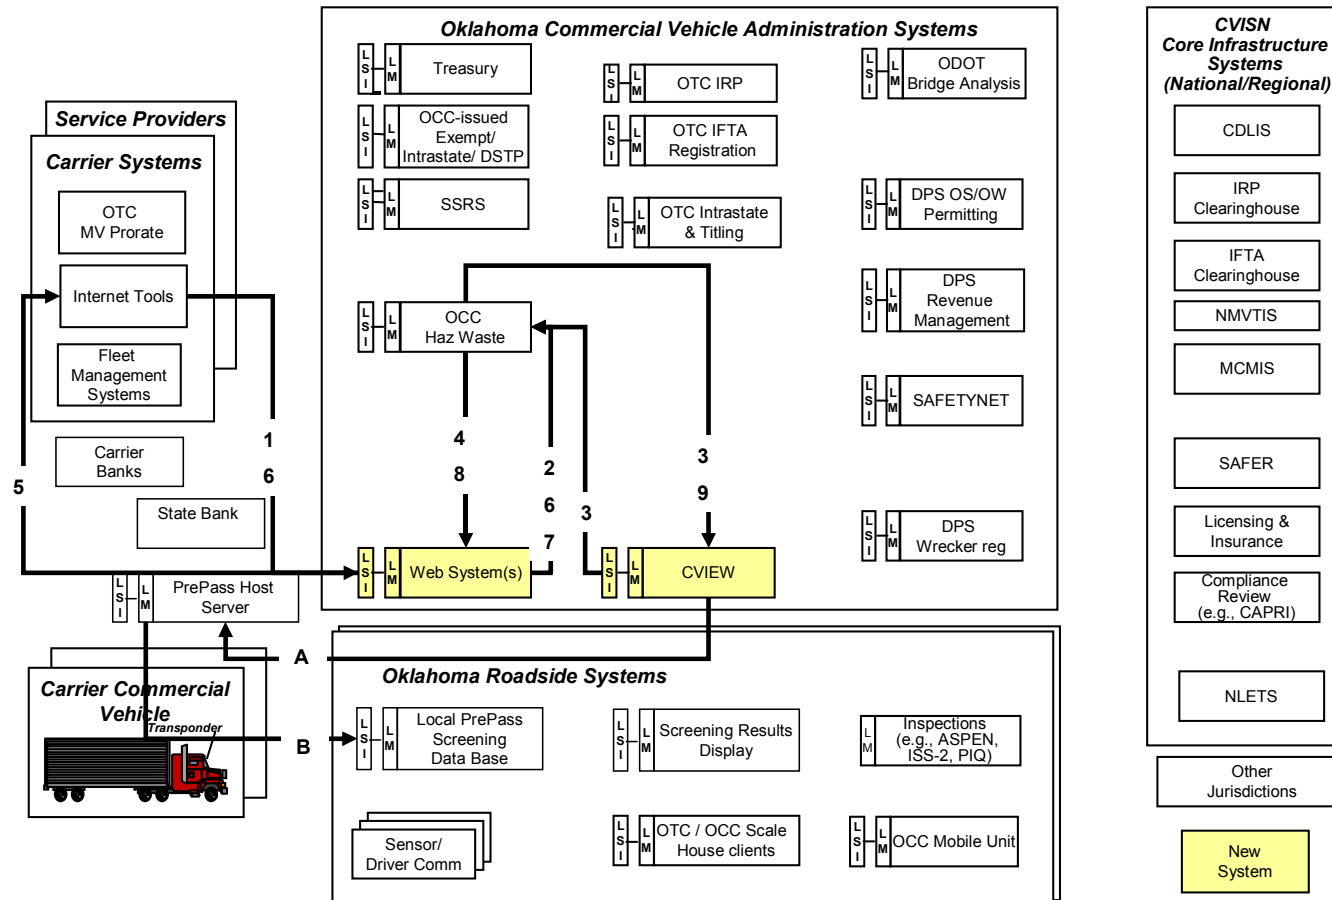 Oklahoma Commercial Vehicle Administration Systems
L
S
I
L
M
Treasury
L
S
I
L
M
OCC-issued
Exempt/
Intrastate/ DSTP
L
S
I
L
M
SSRS
L
S
I
L
M
OTC IRP
L
S
I
L
M
OTC IFTA
Registration
L
S
I
L
M
OTC Intrastate
& Titling
L
S
I
L
M
ODOT
Bridge Analysis
L
S
I
L
M
DPS OS/OW
Permitting
L
S
I
L
M
DPS
Revenue
Management
L
S
I
L
M
SAFETYNET
L
S
I
L
M
DPS
Wrecker reg
L
S
I
L
M
OCC
Haz Waste
4
8
2
6
7
3
3
9
L
S
I
L
M
Web System(s)
L
S
I
L
M
CVIEW
Service Providers
Carrier Systems
OTC
MV Prorate
Internet Tools
Fleet
Management
Systems
Carrier
Banks
State Bank
5
1
6
L
S
I
L
M
PrePass Host
Server
A
B
Carrier Commercial
Vehicle
Transponder
Oklahoma Roadside Systems
L
S
I
L
M
Local PrePass
Screening
Data Base
L
S
I
L
M
Screening Results
Display
L
M
Inspections
(e.g., ASPEN,
ISS-2, PIQ)
Sensor/
Driver Comm
L
S
I
L
M
OTC / OCC Scale
House clients
L
S
I
L
M
OCC Mobile Unit
CVISN
Core Infrastructure
Systems
(National/Regional)
CDLIS
IRP
Clearinghouse
IFTA
Clearinghouse
NMVTIS
MCMIS
SAFER
Licensing &
Insurance
Compliance
Review
(e.g., CAPRI)
NLETS
Other
Jurisdictions
New
System